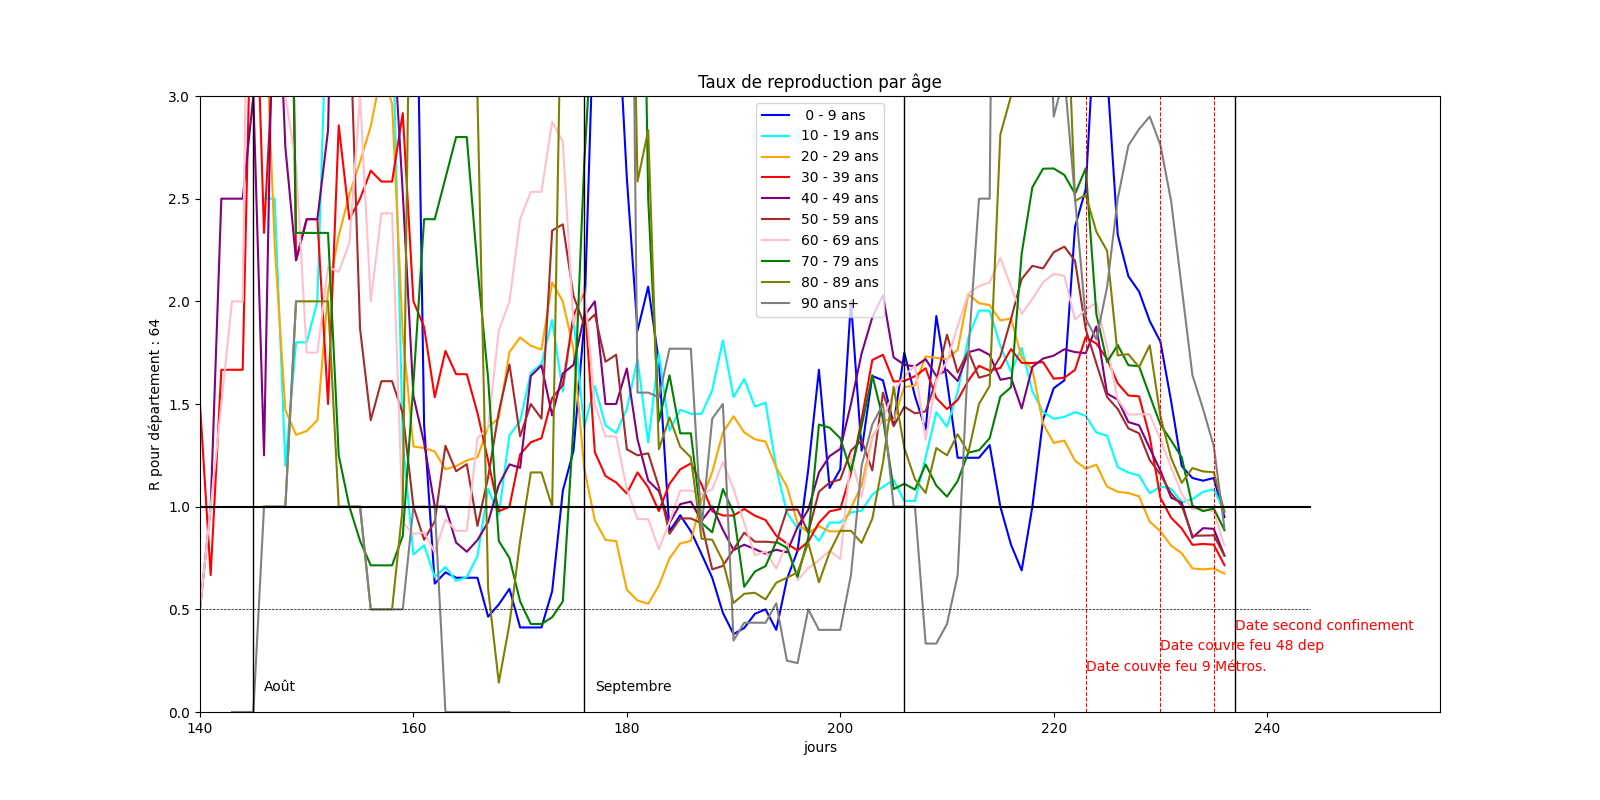 Taux de reproduction par âge
3.0
2.5
2.0
1.5
1.0
0.5
0.0
R pour département : 64
0 - 9 ans
10 - 19 ans
20 - 29 ans
30 - 39 ans
40 - 49 ans
50 - 59 ans
60 - 69 ans
70 - 79 ans
80 - 89 ans
90 ans+
Date second confinement
Date couvre feu 48 dep
Date couvre feu 9 Métros.
Août
Septembre
140
160
180
200
220
240
jours